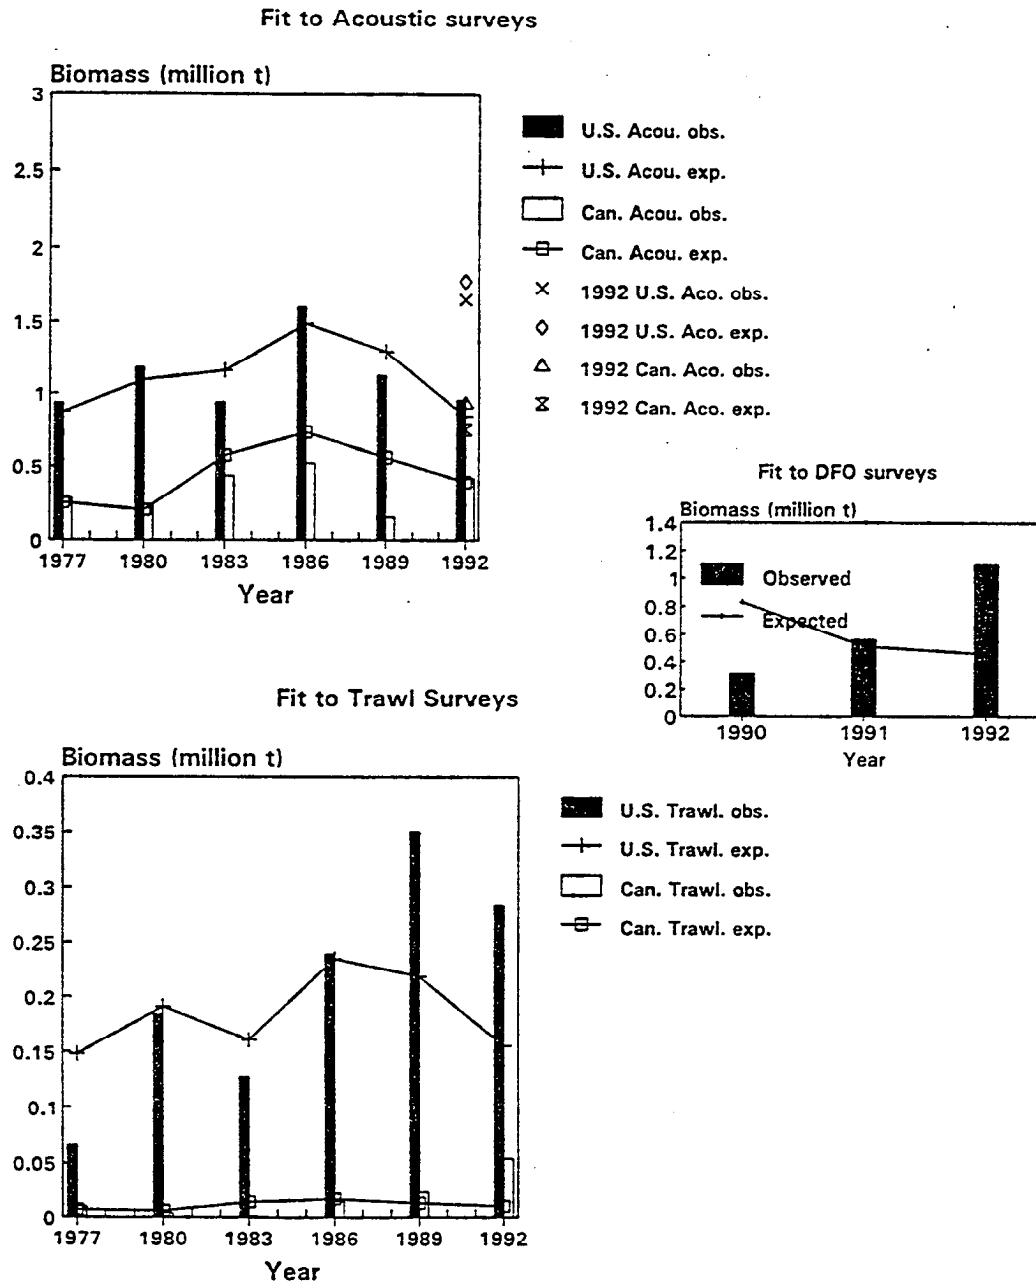 Fit to Acoustic surveys
Biomass (million t)
3
2.5
2
1.5
1
0.5
0
1977 1980 1983 1986 1989 1992
Year
U.S. Acou. obs.
U.S. Acou. exp.
Can. Acou. obs.
Can. Acou. exp.
1992 U.S. Aco. obs.
1992 U.S. Aco. exp.
1992 Can. Aco. obs.
1992 Can. Aco. exp.
Fit to DFO surveys
Biomass (million t)
1.4
1.2
1
0.8
0.6
0.4
0.2
0
Observed
Expected
1990 1991 1992
Year
Fit to Trawl Surveys
Biomass (million t)
0.4
0.35
0.3
0.25
0.2
0.15
0.1
0.05
0
1977 1980 1983 1986 1989 1992
Year
U.S. Trawl. obs.
U.S. Trawl. exp.
Can. Trawl. obs.
Can. Trawl. exp.